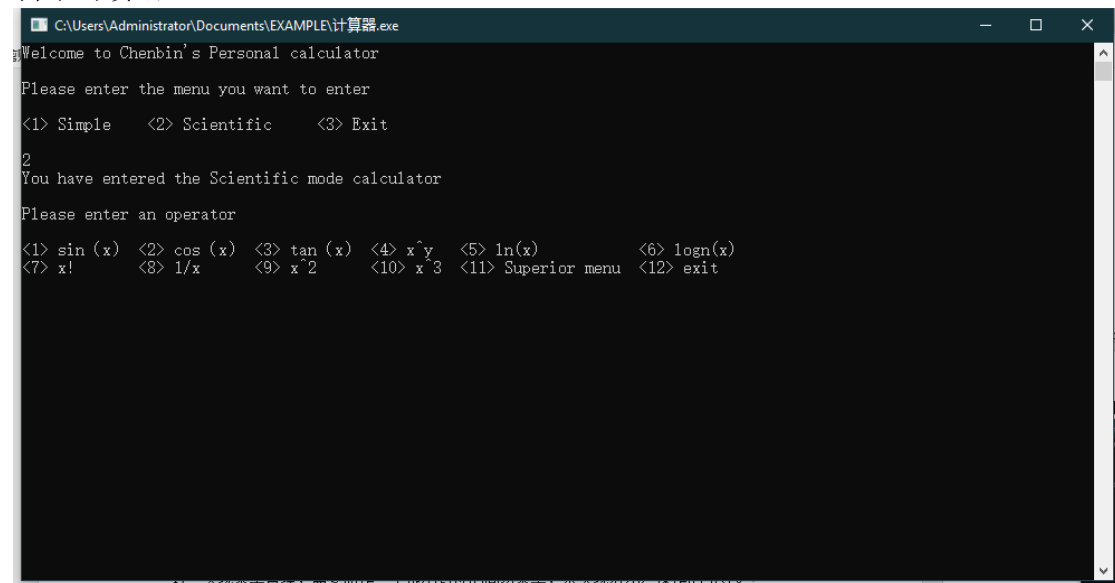 C:\Users\Administrator\Documents\EXAMPLE\计算器.exe
Welcome to Chenbin's Personal calculator
Please enter the menu you want to enter
<1> Simple <2> Scientific <3> Exit
2
You have entered the Scientific mode calculator
Please enter an operator
<1> sin (x) <2> cos (x) <3> tan (x) <4> x^y <5> ln(x) <6> logn(x)
<7> x! <8> 1/x <9> x^2 <10> x^3 <11> Superior menu <12> exit